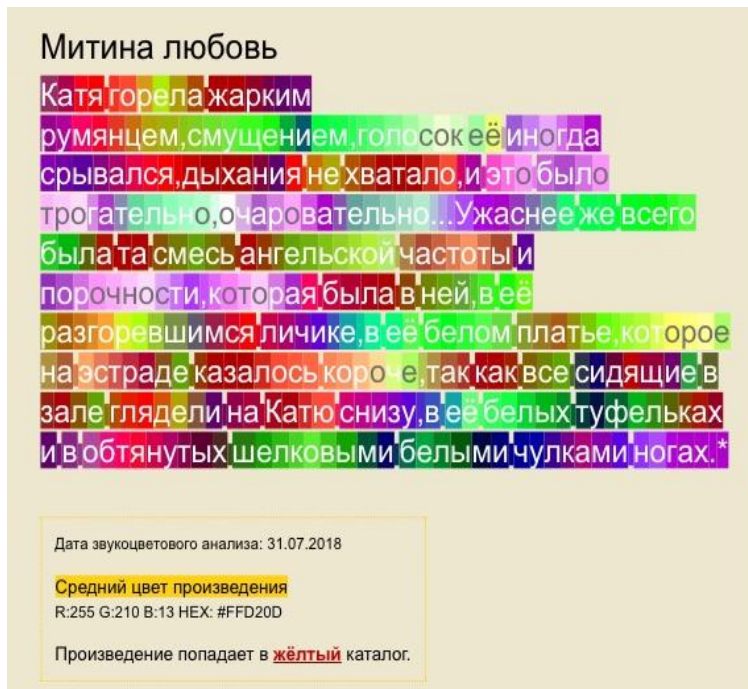 Митина любовь
Катя горела жарким
румянцем,смущением,голосок её иногда
срывался,дыхания не хватало,и это было
трогательно,очаровательно...Ужаснее же всего
была та смесь ангельской частоты и
порочности,которая была в ней,в её
разгоревшимся личике,в её белом платье,которое
на эстраде казалось короче,так как все сидящие в
зале глядели на Катю снизу,в её белых туфельках
и в обтянутых шелковыми белыми чулками ногах.*
Дата звукоцветового анализа: 31.07.2018
Средний цвет произведения
R:255 G:210 B:13 HEX: #FFD20D
Произведение попадает в жёлтый каталог.